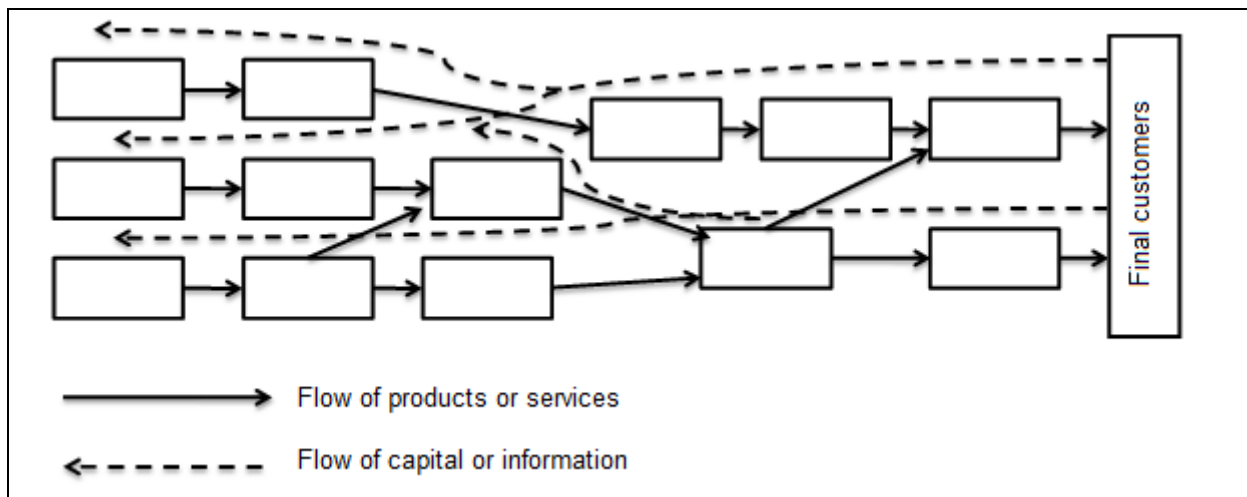 Final customers
Flow of products or services
Flow of capital or information